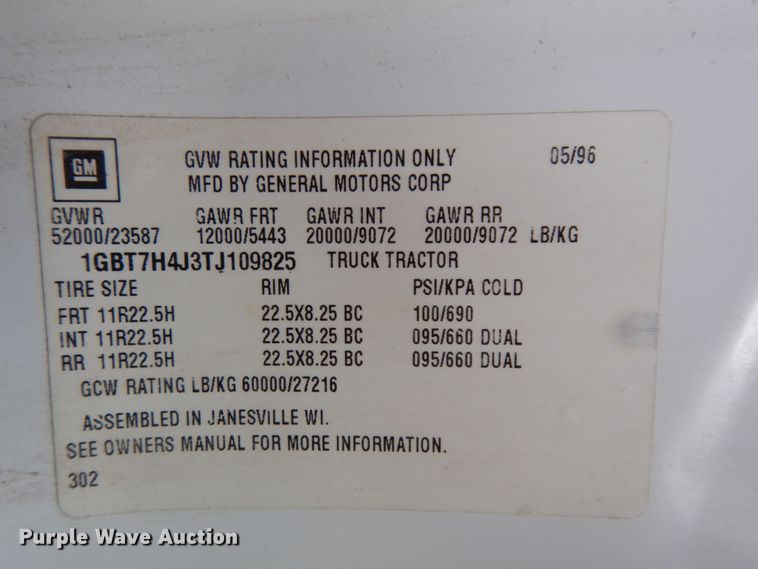 GM
GVW RATING INFORMATION ONLY 05/96
MFD BY GENERAL MOTORS CORP
GVWR GAWR FRT GAWR INT GAWR RR
52000/23587 12000/5443 20000/9072 20000/9072 LB/KG
1GBT7H4J3TJ109825 TRUCK TRACTOR
TIRE SIZE RIM PSI/KPA COLD
FRT 11R22.5H 22.5X8.25 BC 100/690
INT 11R22.5H 22.5X8.25 BC 095/660 DUAL
RR 11R22.5H 22.5X8.25 BC 095/660 DUAL
GCW RATING LB/KG 60000/27216
ASSEMBLED IN JANESVILLE WI.
SEE OWNERS MANUAL FOR MORE INFORMATION.
302
Purple Wave Auction